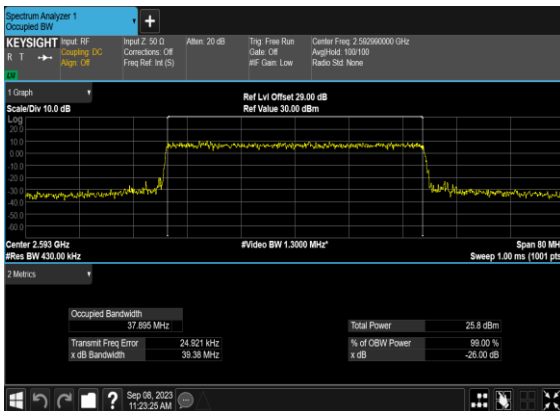 Spectrum Analyzer 1
Occupied BW
KEYSIGHT Input: RF Input Z: 50 Ω Atten: 20 dB Trig: Free Run Center Freq: 2.592990000 GHz
Coupling: DC Corrections: Off Gate: Off Avg|Hold: 100/100
R T Align: Off Freq Ref: Int (S) #IF Gain: Low Radio Std: None
LV
1 Graph
Ref Lvl Offset 29.00 dB
Scale/Div 10.0 dB Ref Value 30.00 dBm
Log
20.0
10.0
0.00
-10.0
-20.0
-30.0
-40.0
-50.0
-60.0
Center 2.593 GHz #Video BW 1.3000 MHz* Span 80 MH
#Res BW 430.00 kHz Sweep 1.00 ms (1001 pts
2 Metrics
Occupied Bandwidth
37.895 MHz Total Power 25.8 dBm
Transmit Freq Error 24.921 kHz % of OBW Power 99.00 %
x dB Bandwidth 39.38 MHz x dB -26.00 dB
Sep 08, 2023
11:23:25 AM